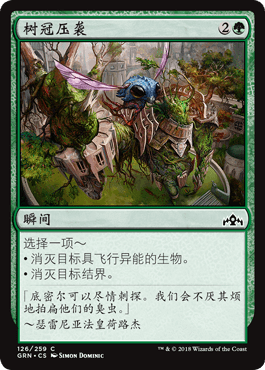 树冠压袭 2
瞬间
选择一项～
•消灭目标具飞行异能的生物。
•消灭目标结界。
「底密尔可以尽情刺探。我们会不厌其烦
地拍扁他们的臭虫。」
～瑟雷尼亚法皇荷路杰
126/259 C
GRN • CS SIMON DOMINIC
™ & © 2018 Wizards of the Coast